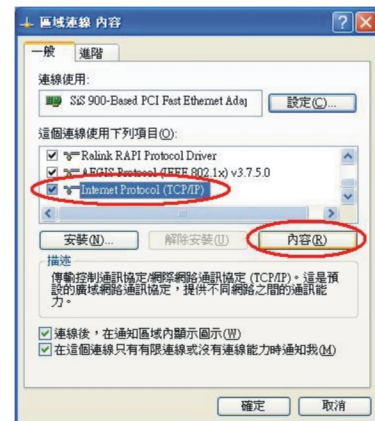 區域連線 內容
一般
進階
連線使用:
SiS 900-Based PCI Fast Ethernet Adaj
設定(C)...
這個連線使用下列項目(O):
Ralink RAPI Protocol Driver
AEGIS Protocol (IEEE 802.1x) v3.7.5.0
Internet Protocol (TCP/IP)
安裝(N)...
解除安裝(U)
內容(R)
描述
傳輸控制通訊協定/網際網路通訊協定 (TCP/IP)。這是預
設的廣域網路通訊協定,提供不同網路之間的通訊能
力。
連線後,在通知區域內顯示圖示(W)
在這個連線只有有限連線或沒有連線能力時通知我(M)
確定
取消